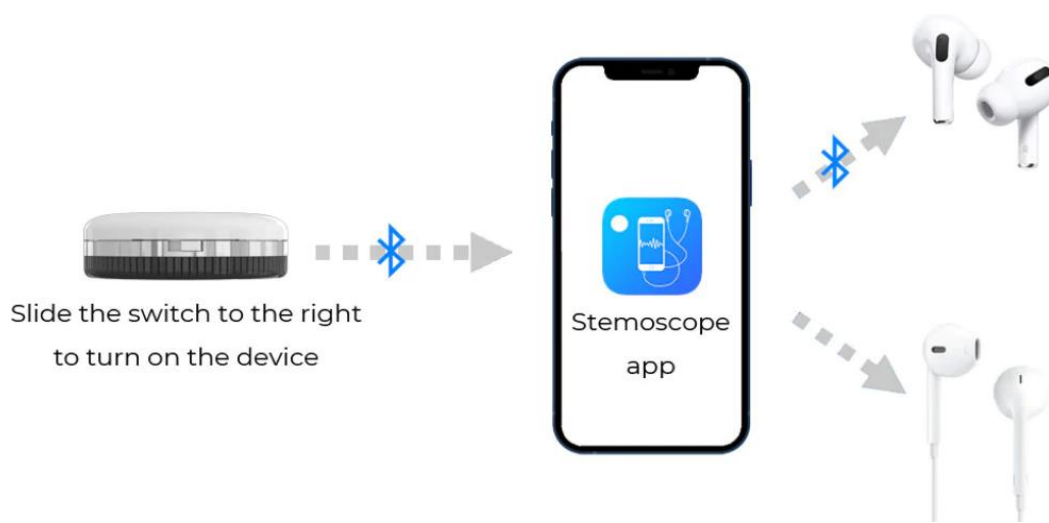 Slide the switch to the right
to turn on the device
Stemoscope
app